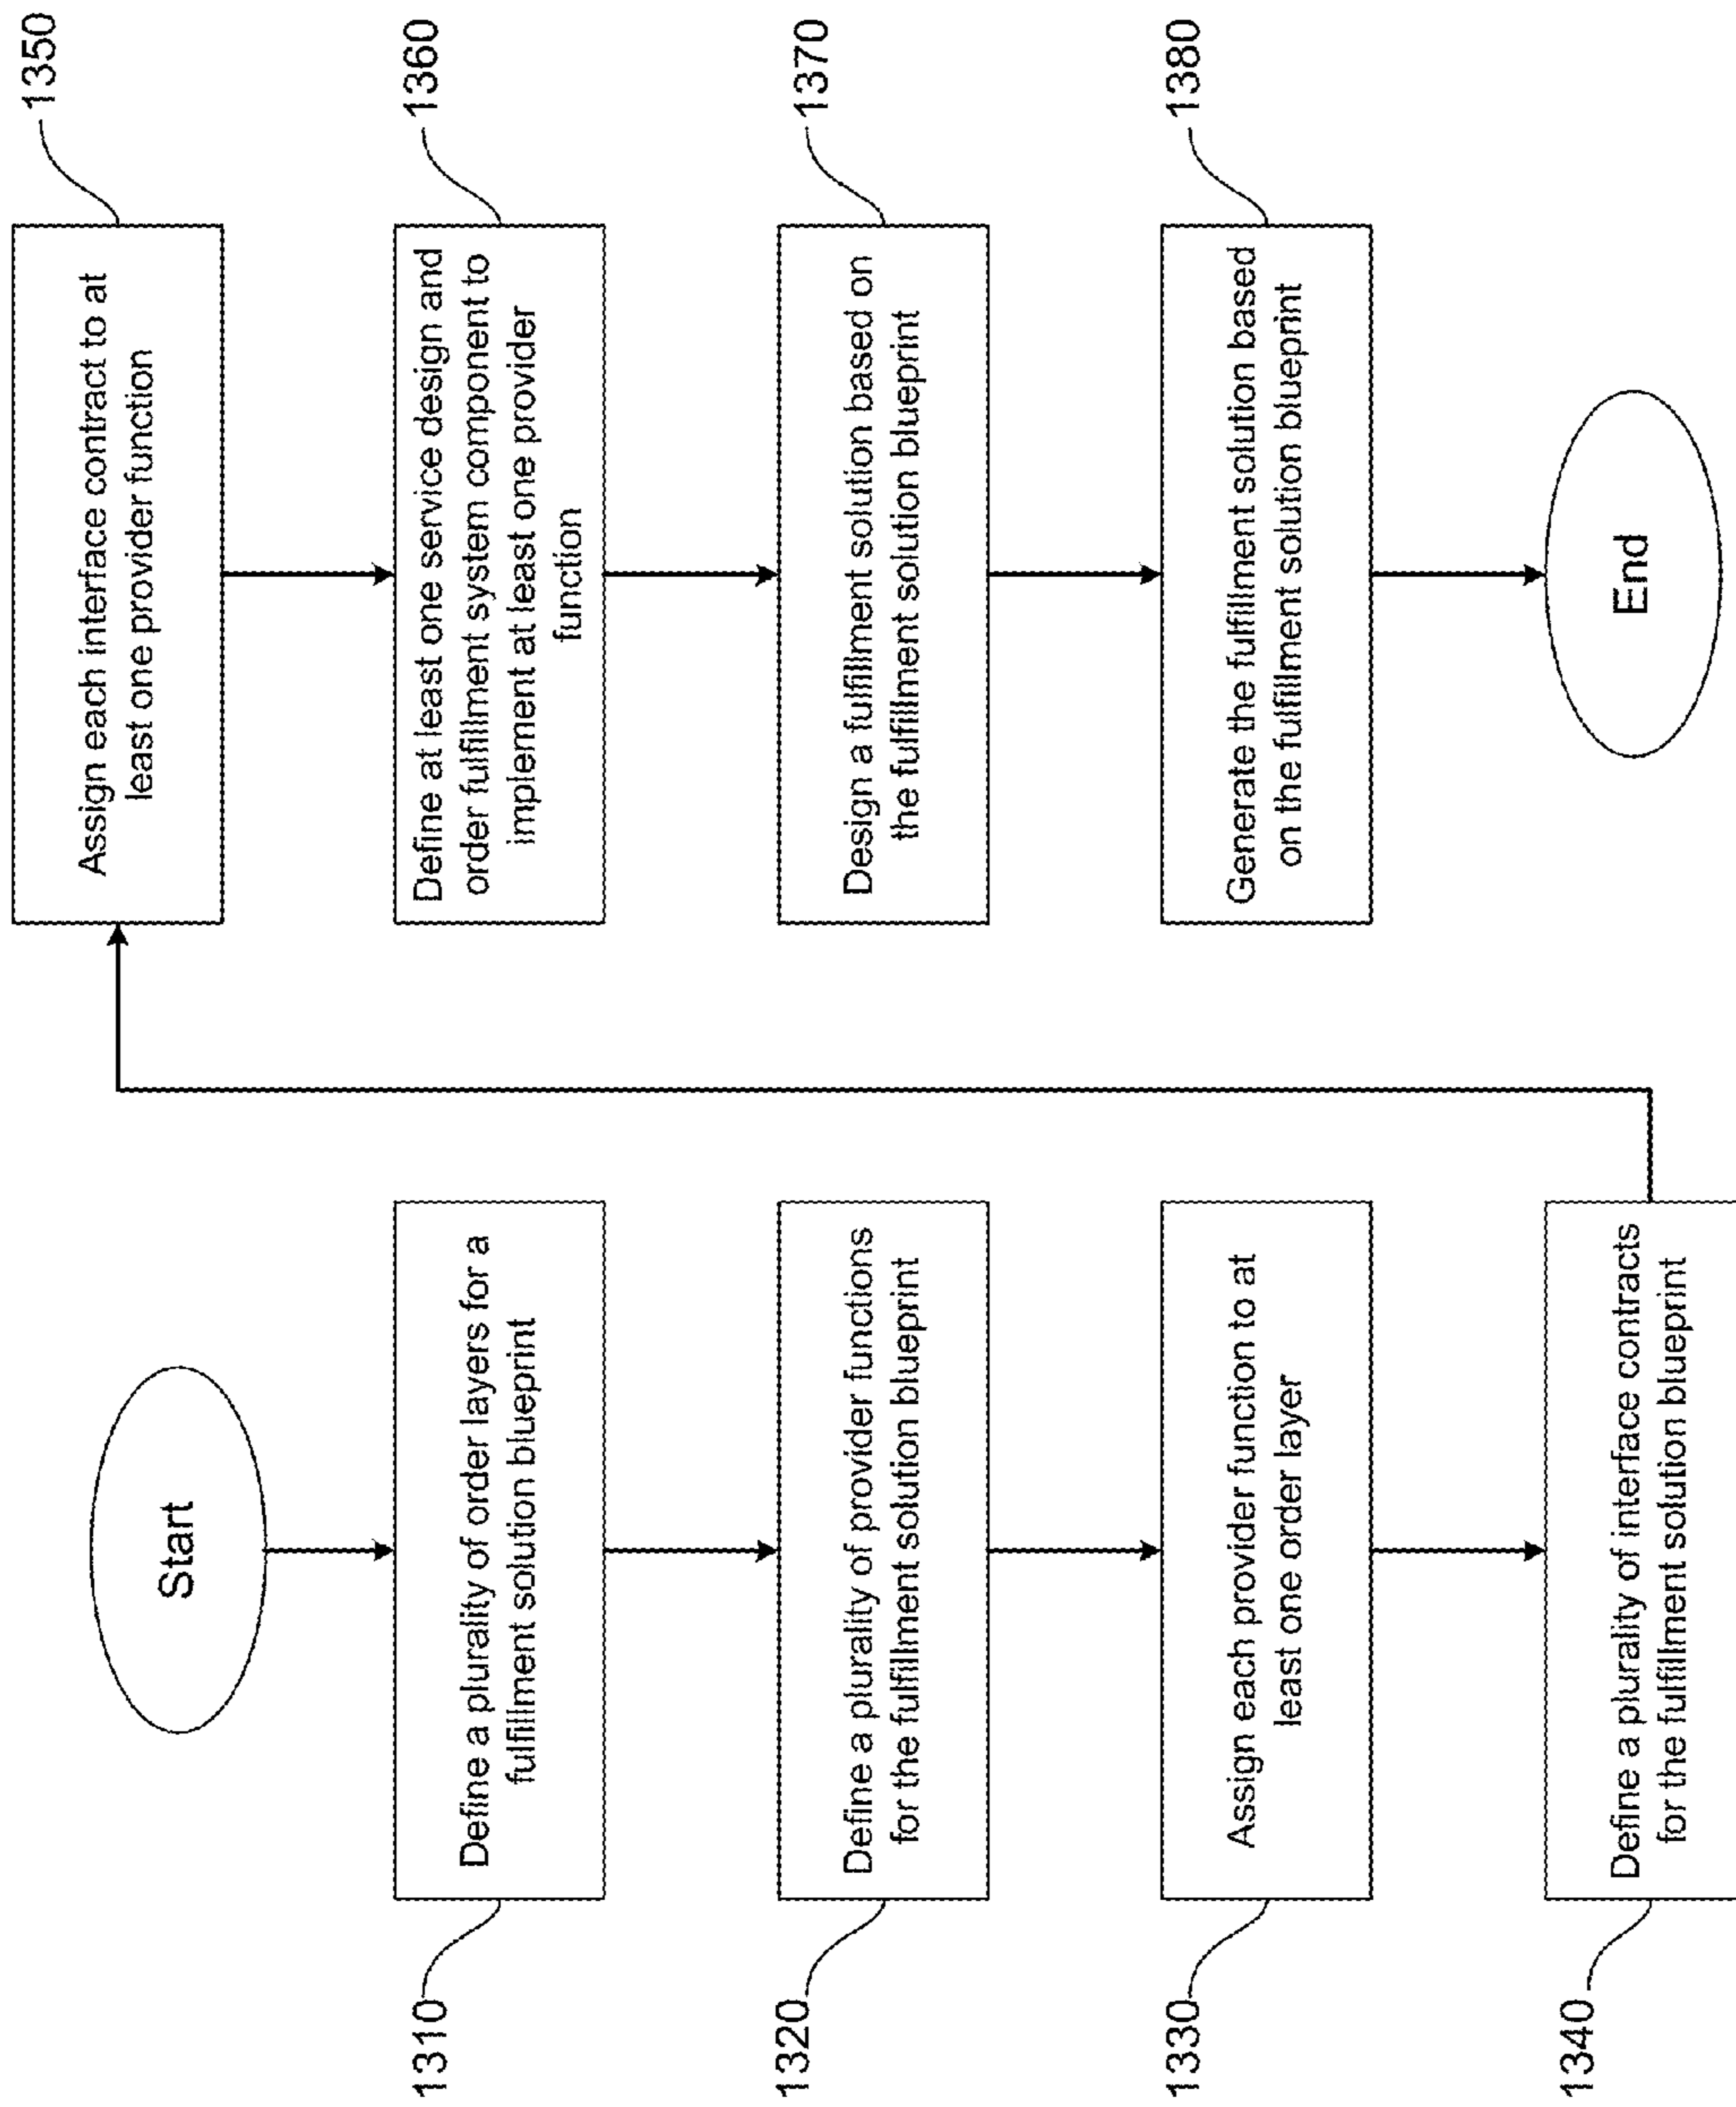 Start
1310
Define a plurality of order layers for a
fulfillment solution blueprint
1320
Define a plurality of provider functions
for the fulfillment solution blueprint
1330
Assign each provider function to at
least one order layer
1340
Define a plurality of interface contracts
for the fulfillment solution blueprint
1350
Assign each interface contract to at
least one provider function
1360
Define at least one service design and
order fulfillment system component to
implement at least one provider
function
1370
Design a fulfillment solution based on
the fulfillment solution blueprint
1380
Generate the fulfillment solution based
on the fulfillment solution blueprint
End